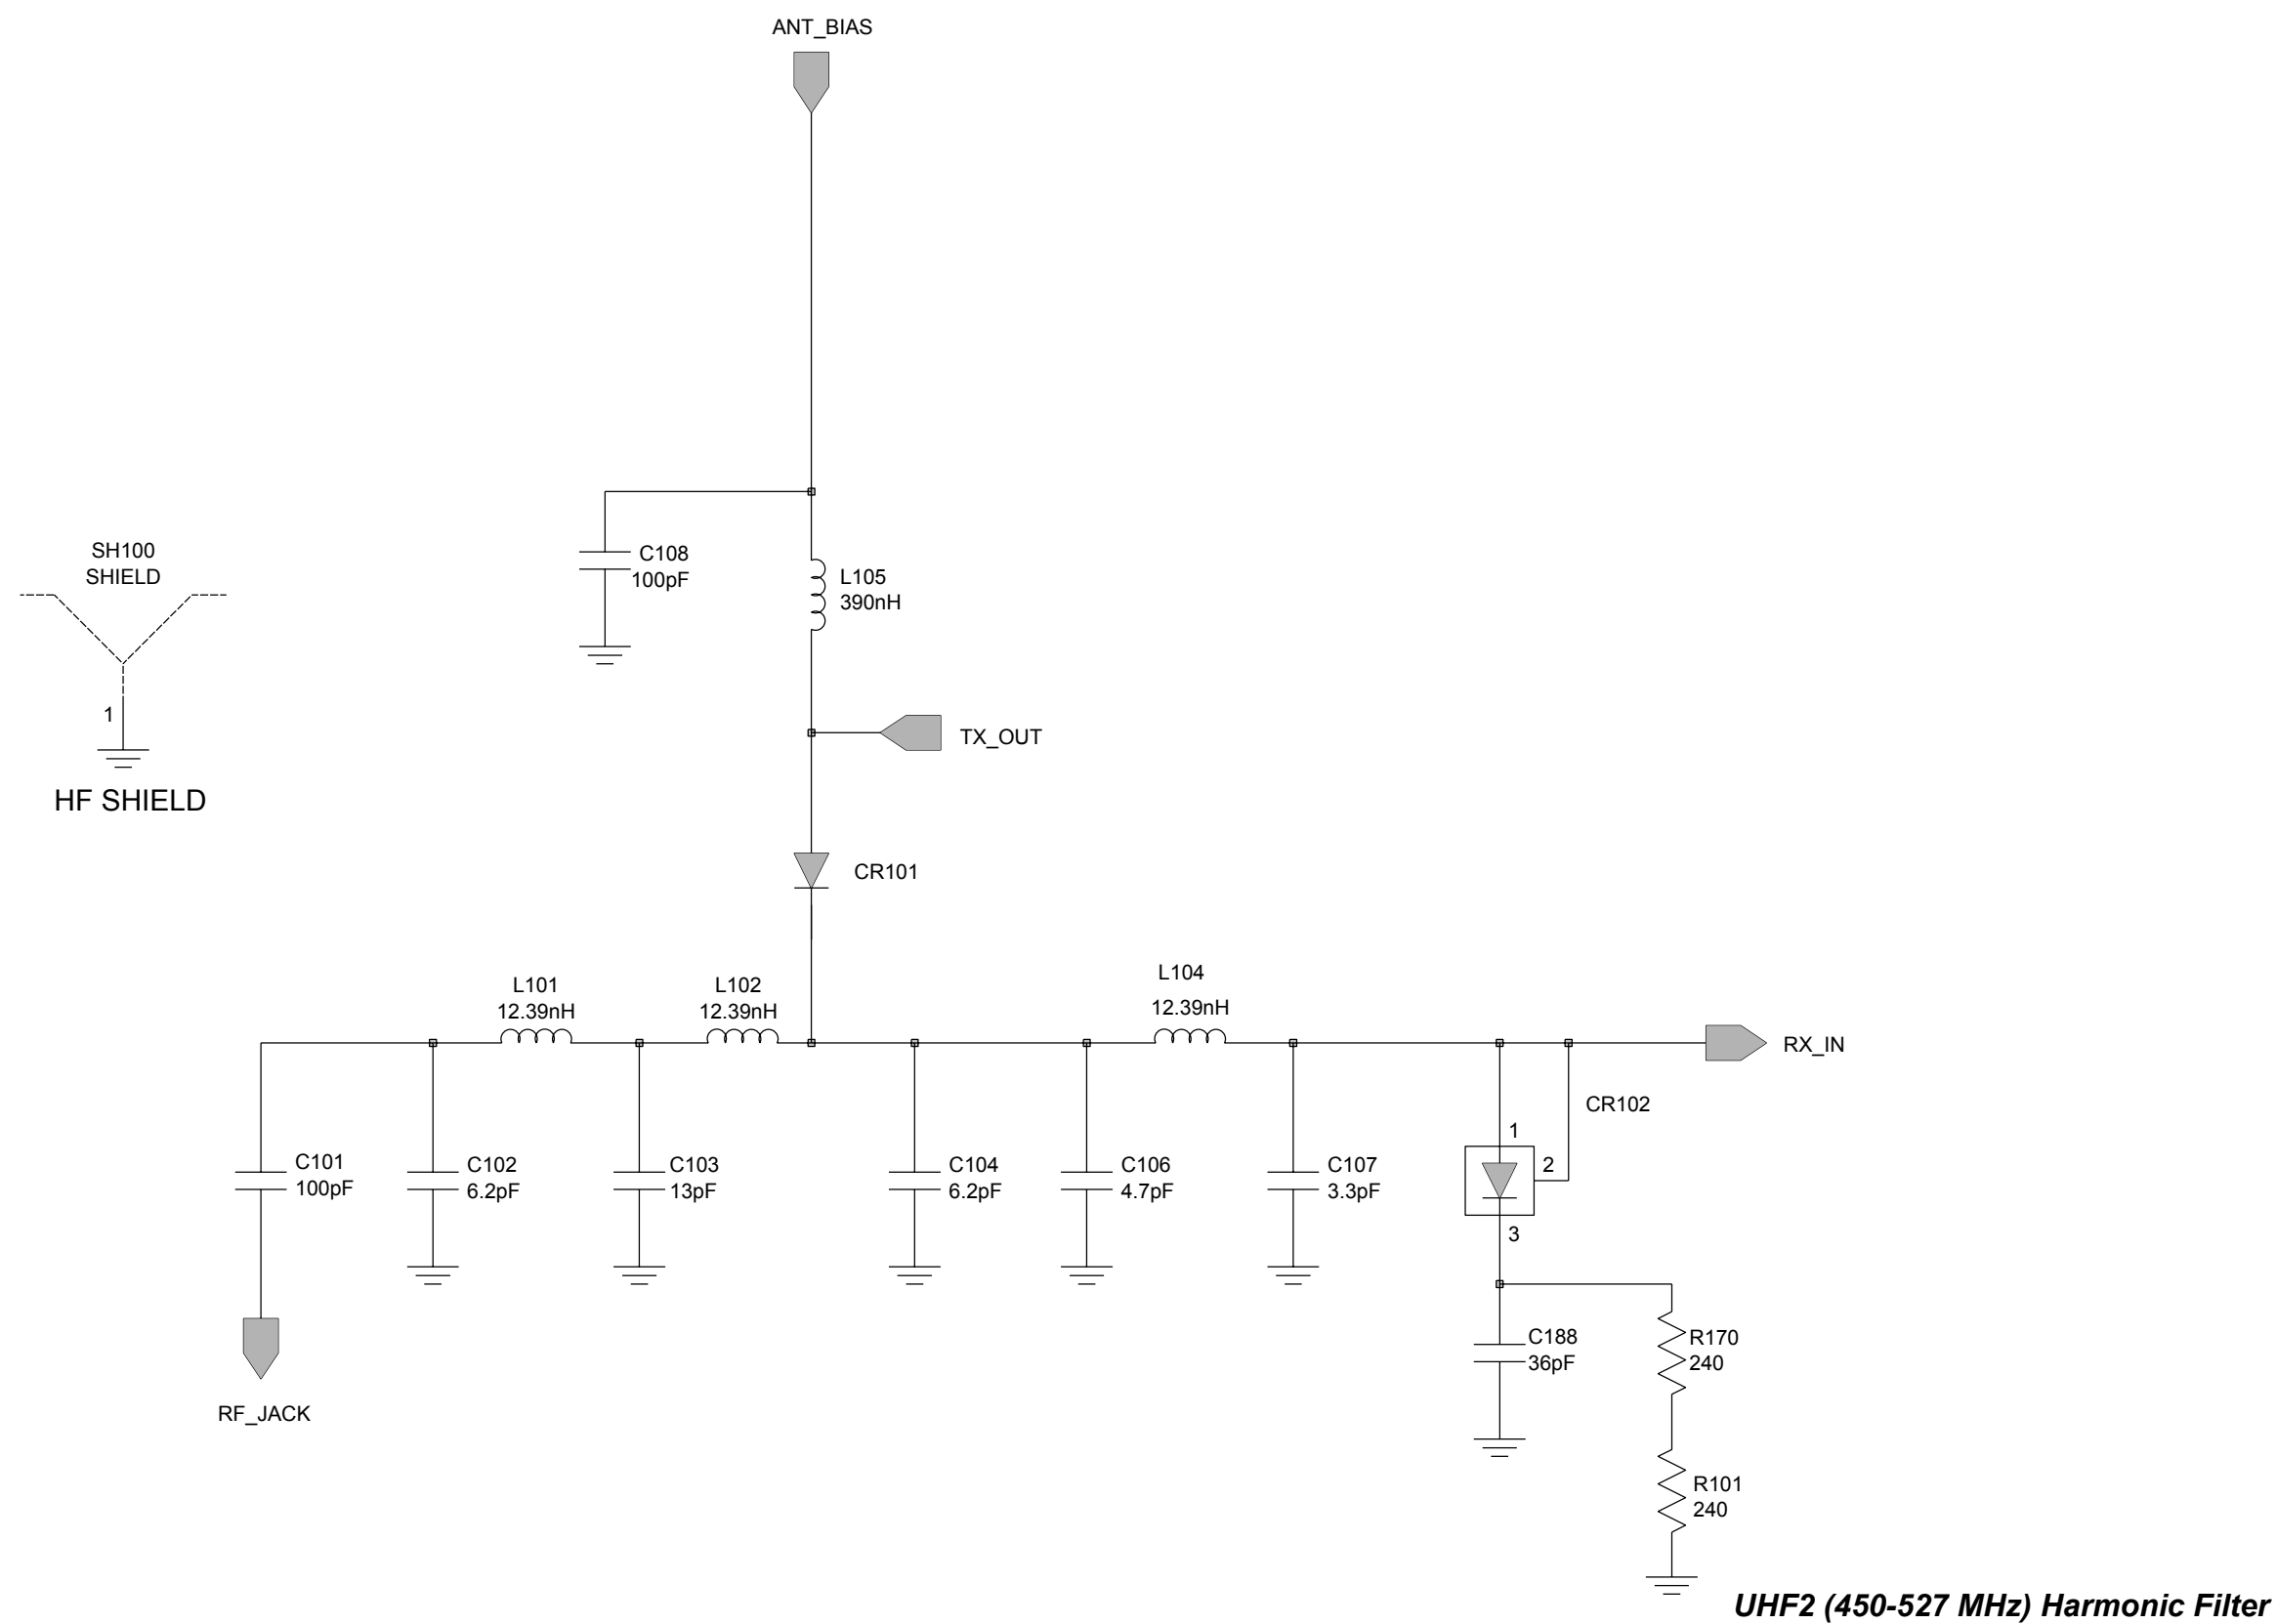 ANT_BIAS
SH100
SHIELD
1
HF SHIELD
C108
100pF
L105
390nH
TX_OUT
CR101
L101
12.39nH
L102
12.39nH
L104
12.39nH
RX_IN
CR102
1
2
3
C101
100pF
C102
6.2pF
C103
13pF
C104
6.2pF
C106
4.7pF
C107
3.3pF
C188
36pF
R170
240
R101
240
RF_JACK
UHF2 (450-527 MHz) Harmonic Filter